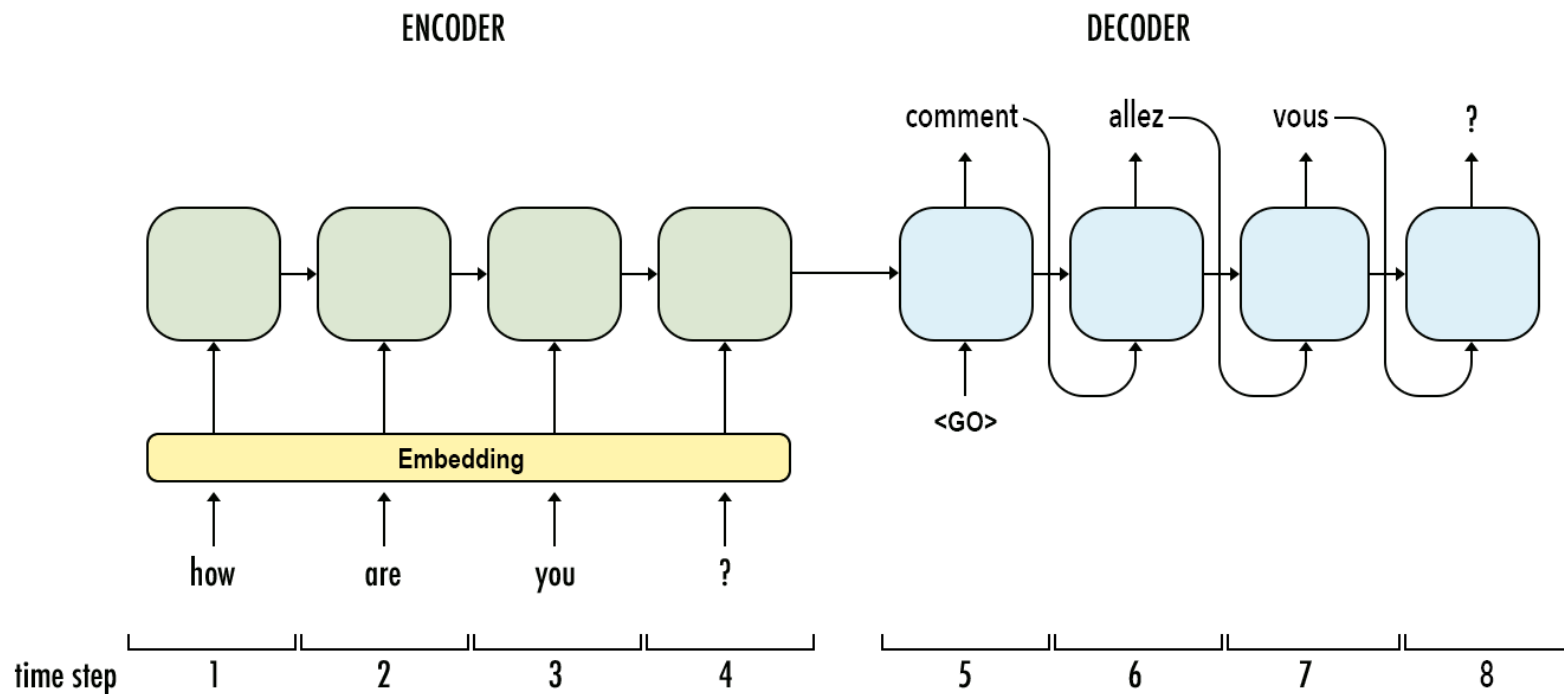 ENCODER DECODER
comment allez vous ?
<GO>
Embedding
how are you ?
time step 1 2 3 4 5 6 7 8